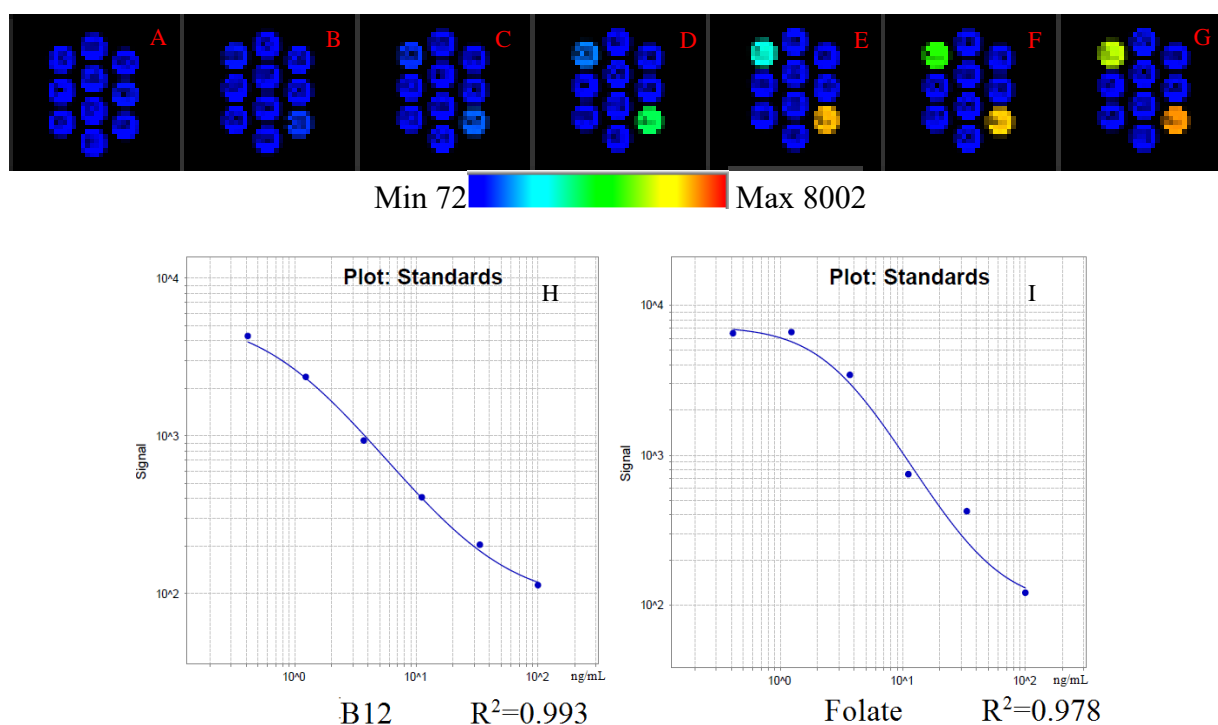 A B C D E F G
Min 72 Max 8002
Plot: Standards
H
10^4
10^3
10^2
Signal
10^0 10^1 10^2 ng/mL
B12 R²=0.993
Plot: Standards
I
10^4
10^3
10^2
Signal
10^0 10^1 10^2 ng/mL
Folate R²=0.978